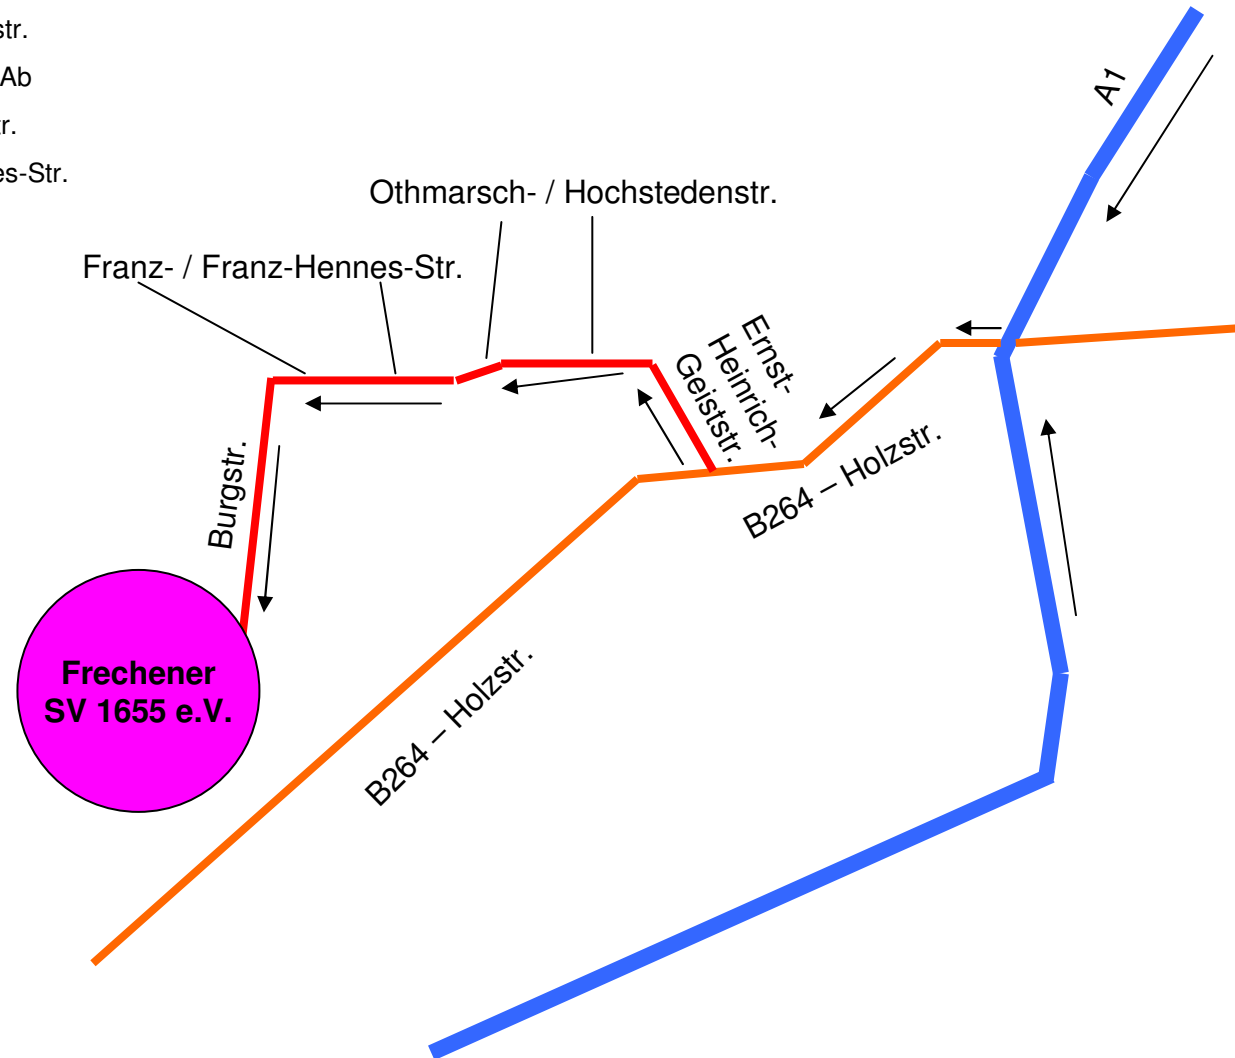 str.
Ab
tr.
es-Str.
A1
Othmarsch- / Hochstedenstr.
Franz- / Franz-Hennes-Str.
Ernst-
Heinrich-
Geiststr.
B264 – Holzstr.
Burgstr.
B264 – Holzstr.
Frechener
SV 1655 e.V.